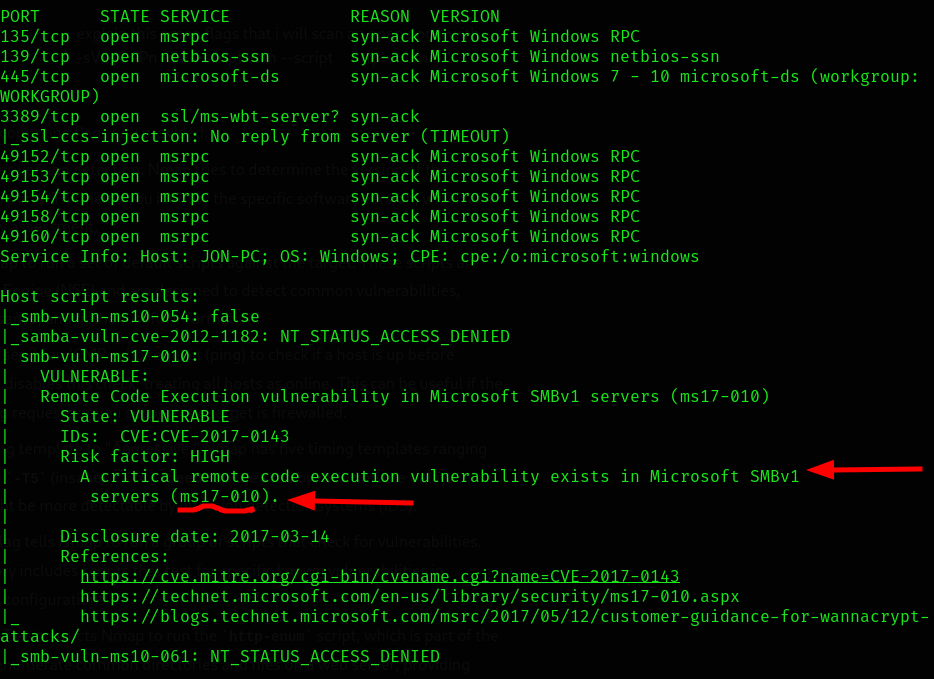 PORT STATE SERVICE REASON VERSION
135/tcp open msrpc syn-ack Microsoft Windows RPC
139/tcp open netbios-ssn syn-ack Microsoft Windows netbios-ssn
445/tcp open microsoft-ds syn-ack Microsoft Windows 7 - 10 microsoft-ds (workgroup:
WORKGROUP)
3389/tcp open ssl/ms-wbt-server? syn-ack
|_ssl-ccs-injection: No reply from server (TIMEOUT)
49152/tcp open msrpc syn-ack Microsoft Windows RPC
49153/tcp open msrpc syn-ack Microsoft Windows RPC
49154/tcp open msrpc syn-ack Microsoft Windows RPC
49158/tcp open msrpc syn-ack Microsoft Windows RPC
49160/tcp open msrpc syn-ack Microsoft Windows RPC
Service Info: Host: JON-PC; OS: Windows; CPE: cpe:/o:microsoft:windows
Host script results:
|_smb-vuln-ms10-054: false
|_samba-vuln-cve-2012-1182: NT_STATUS_ACCESS_DENIED
| smb-vuln-ms17-010:
|   VULNERABLE:
|   Remote Code Execution vulnerability in Microsoft SMBv1 servers (ms17-010)
|     State: VULNERABLE
|     IDs:  CVE:CVE-2017-0143
|     Risk factor: HIGH
|       A critical remote code execution vulnerability exists in Microsoft SMBv1
|        servers (ms17-010).
|
|     Disclosure date: 2017-03-14
|     References:
|       https://cve.mitre.org/cgi-bin/cvename.cgi?name=CVE-2017-0143
|       https://technet.microsoft.com/en-us/library/security/ms17-010.aspx
|_      https://blogs.technet.microsoft.com/msrc/2017/05/12/customer-guidance-for-wannacrypt-
attacks/
|_smb-vuln-ms10-061: NT_STATUS_ACCESS_DENIED